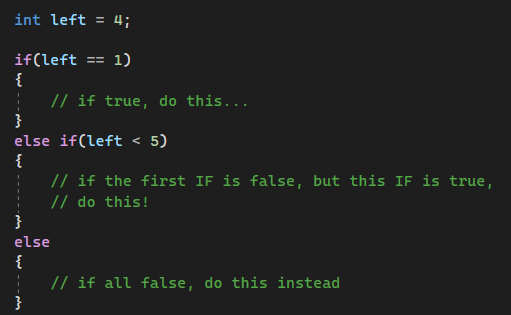 int left = 4;
if(left == 1)
{
// if true, do this...
}
else if(left < 5)
{
// if the first IF is false, but this IF is true,
// do this!
}
else
{
// if all false, do this instead
}